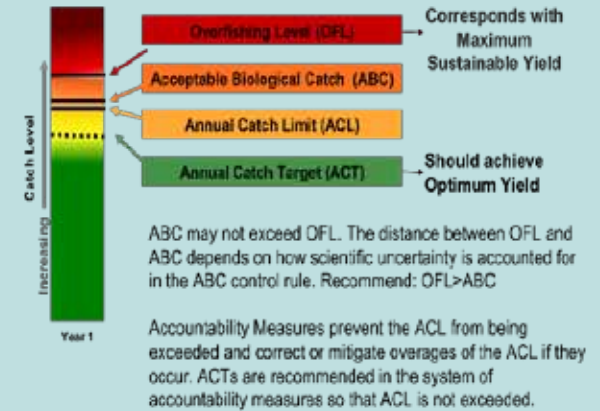 Overfishing Level (OFL)
Corresponds with
Maximum
Sustainable Yield
Acceptable Biological Catch (ABC)
Annual Catch Limit (ACL)
Annual Catch Target (ACT)
Should achieve
Optimum Yield
Increasing
Catch Level
Year 1
ABC may not exceed OFL. The distance between OFL and
ABC depends on how scientific uncertainty is accounted for
in the ABC control rule. Recommend: OFL>ABC
Accountability Measures prevent the ACL from being
exceeded and correct or mitigate overages of the ACL if they
occur. ACTs are recommended in the system of
accountability measures so that ACL is not exceeded.